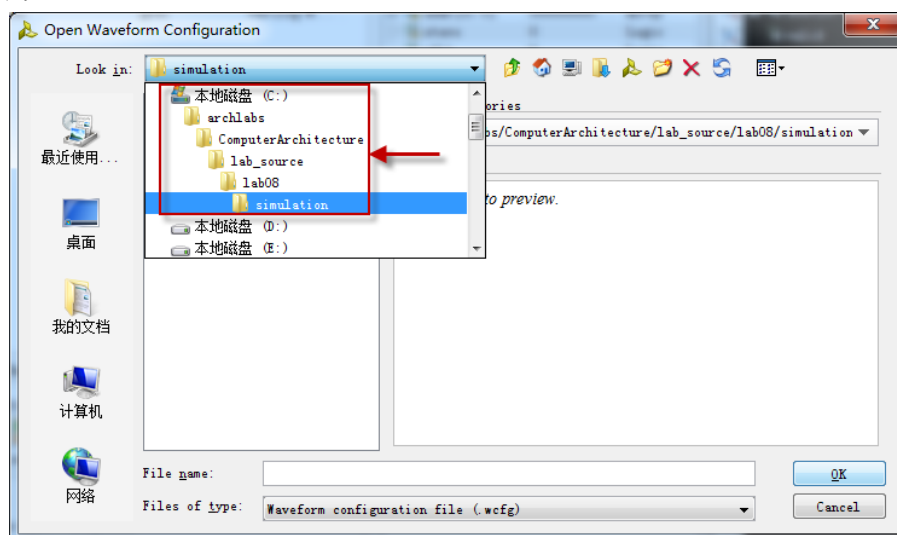 Open Waveform Configuration
Look in:
simulation
本地磁盘 (C:)
archlabs
ComputerArchitecture
lab_source
lab08
simulation
本地磁盘 (D:)
本地磁盘 (E:)
ories
os/ComputerArchitecture/lab_source/lab08/simulation
to preview.
最近使用...
桌面
我的文档
计算机
网络
File name:
OK
Files of type:
Waveform configuration file (.wcfg)
Cancel